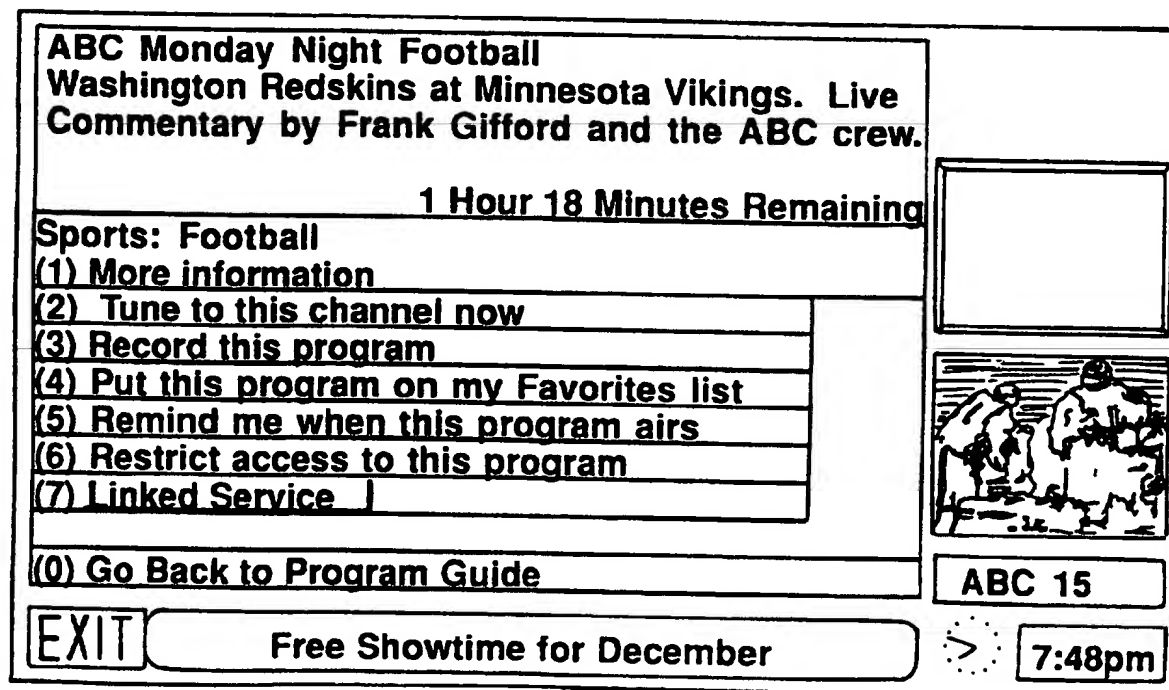 ABC Monday Night Football
Washington Redskins at Minnesota Vikings. Live
Commentary by Frank Gifford and the ABC crew.
1 Hour 18 Minutes Remaining
Sports: Football
(1) More information
(2) Tune to this channel now
(3) Record this program
(4) Put this program on my Favorites list
(5) Remind me when this program airs
(6) Restrict access to this program
(7) Linked Service
(0) Go Back to Program Guide
ABC 15
EXIT
Free Showtime for December
7:48pm